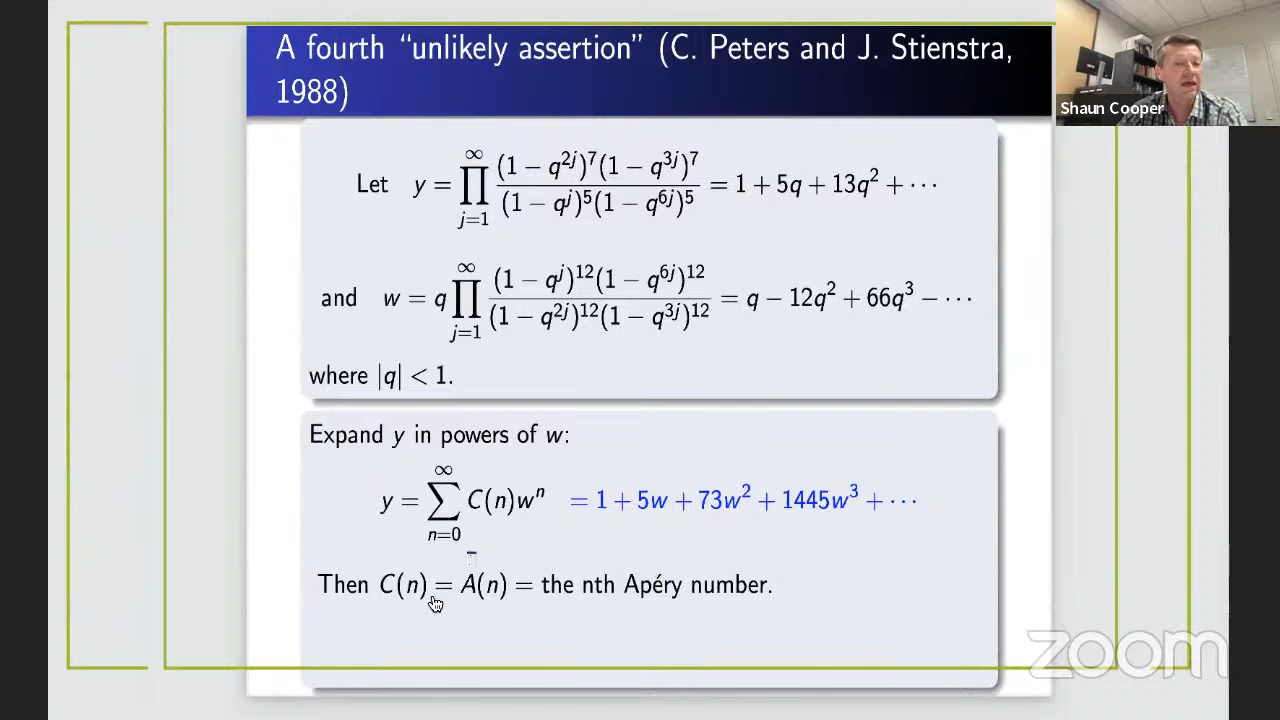 A fourth “unlikely assertion” (C. Peters and J. Stienstra,
1988)
Shaun Cooper
Let y = ∏_{j=1}^{∞} (1 − q^{2j})^7(1 − q^{3j})^7 / (1 − q^j)^5(1 − q^{6j})^5 = 1 + 5q + 13q^2 + ⋯
and w = q ∏_{j=1}^{∞} (1 − q^j)^{12}(1 − q^{6j})^{12} / (1 − q^{2j})^{12}(1 − q^{3j})^{12} = q − 12q^2 + 66q^3 − ⋯
where |q| < 1.
Expand y in powers of w:
y = ∑_{n=0}^{∞} C(n)w^n = 1 + 5w + 73w^2 + 1445w^3 + ⋯
Then C(n) = A(n) = the nth Apéry number.
zoom